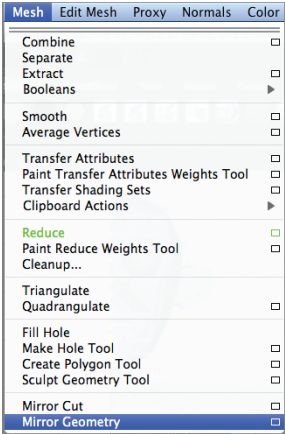 Mesh Edit Mesh Proxy Normals Color
Combine
Separate
Extract
Booleans
Smooth
Average Vertices
Transfer Attributes
Paint Transfer Attributes Weights Tool
Transfer Shading Sets
Clipboard Actions
Reduce
Paint Reduce Weights Tool
Cleanup...
Triangulate
Quadrangulate
Fill Hole
Make Hole Tool
Create Polygon Tool
Sculpt Geometry Tool
Mirror Cut
Mirror Geometry